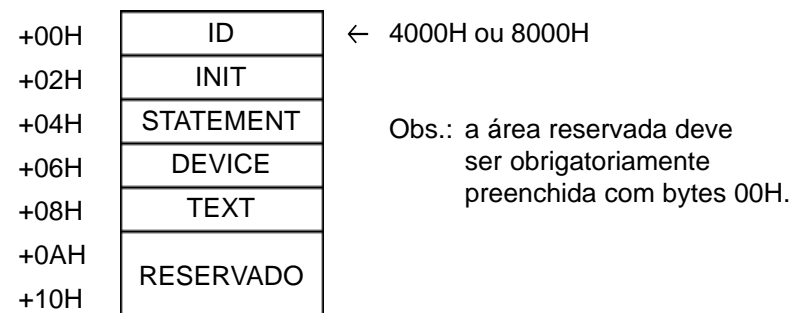 +00H ID ← 4000H ou 8000H
+02H INIT
+04H STATEMENT Obs.: a área reservada deve
+06H DEVICE ser obrigatoriamente
preenchida com bytes 00H.
+08H TEXT
+0AH
RESERVADO
+10H